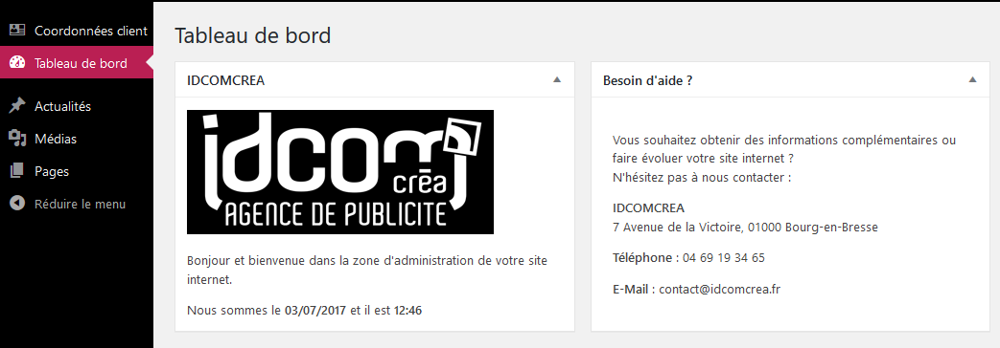 Coordonnées client
Tableau de bord
Actualités
Médias
Pages
Réduire le menu
Tableau de bord
IDCOMCREA
idcom
créa
AGENCE DE PUBLICITE
Bonjour et bienvenue dans la zone d'administration de votre site
internet.
Nous sommes le 03/07/2017 et il est 12:46
Besoin d'aide ?
Vous souhaitez obtenir des informations complémentaires ou
faire évoluer votre site internet ?
N'hésitez pas à nous contacter :
IDCOMCREA
7 Avenue de la Victoire, 01000 Bourg-en-Bresse
Téléphone : 04 69 19 34 65
E-Mail : contact@idcomcrea.fr